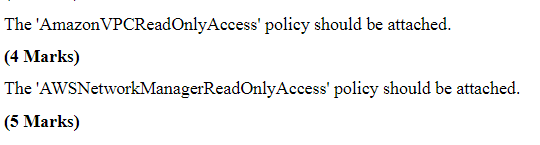 The 'AmazonVPCReadOnlyAccess' policy should be attached.
(4 Marks)
The 'AWSNetworkManagerReadOnlyAccess' policy should be attached.
(5 Marks)